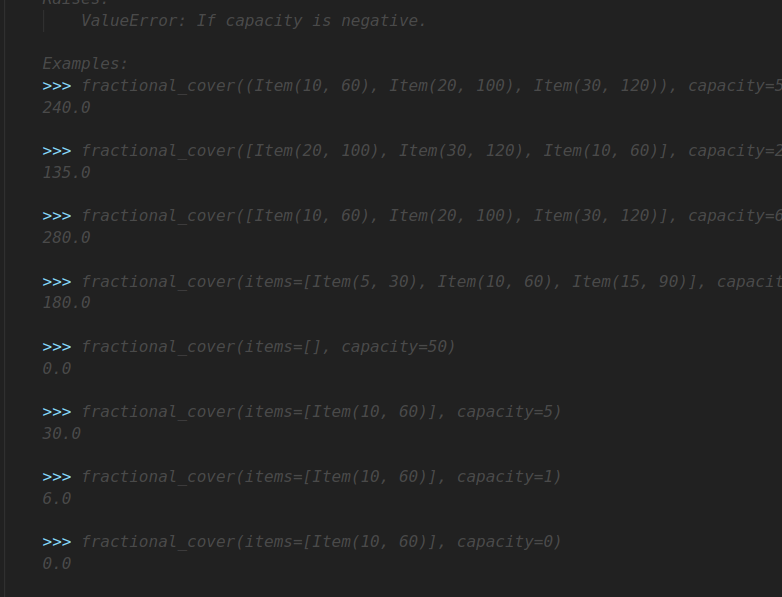 Raises:
ValueError: If capacity is negative.
Examples:
>>> fractional_cover((Item(10, 60), Item(20, 100), Item(30, 120)), capacity=5
240.0
>>> fractional_cover([Item(20, 100), Item(30, 120), Item(10, 60)], capacity=2
135.0
>>> fractional_cover([Item(10, 60), Item(20, 100), Item(30, 120)], capacity=6
280.0
>>> fractional_cover(items=[Item(5, 30), Item(10, 60), Item(15, 90)], capacit
180.0
>>> fractional_cover(items=[], capacity=50)
0.0
>>> fractional_cover(items=[Item(10, 60)], capacity=5)
30.0
>>> fractional_cover(items=[Item(10, 60)], capacity=1)
6.0
>>> fractional_cover(items=[Item(10, 60)], capacity=0)
0.0